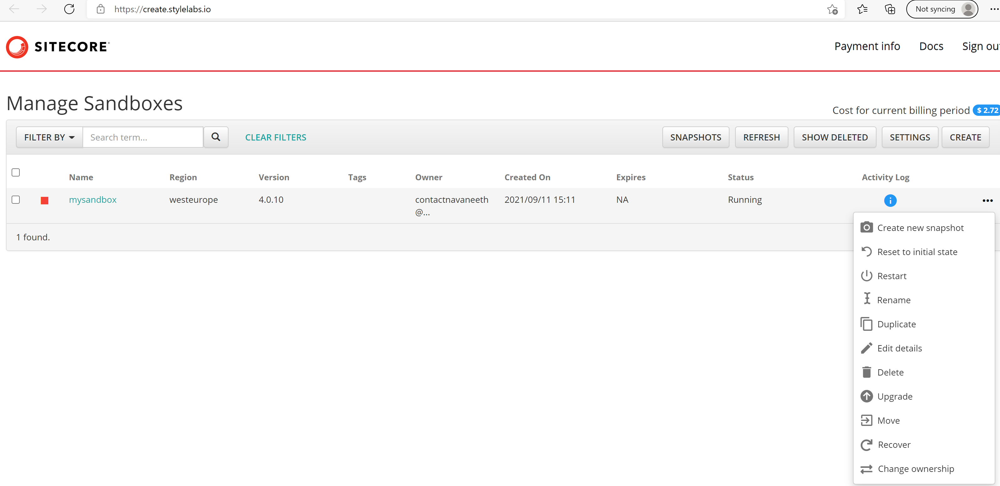 https://create.stylelabs.io
Not syncing
SITECORE
Payment info Docs Sign out
Manage Sandboxes
Cost for current billing period $ 2.72
FILTER BY Search term... CLEAR FILTERS SNAPSHOTS REFRESH SHOW DELETED SETTINGS CREATE
Name Region Version Tags Owner Created On Expires Status Activity Log
mysandbox westeurope 4.0.10 contactnavaneeth 2021/09/11 15:11 NA Running
@...
1 found.
Create new snapshot
Reset to initial state
Restart
Rename
Duplicate
Edit details
Delete
Upgrade
Move
Recover
Change ownership